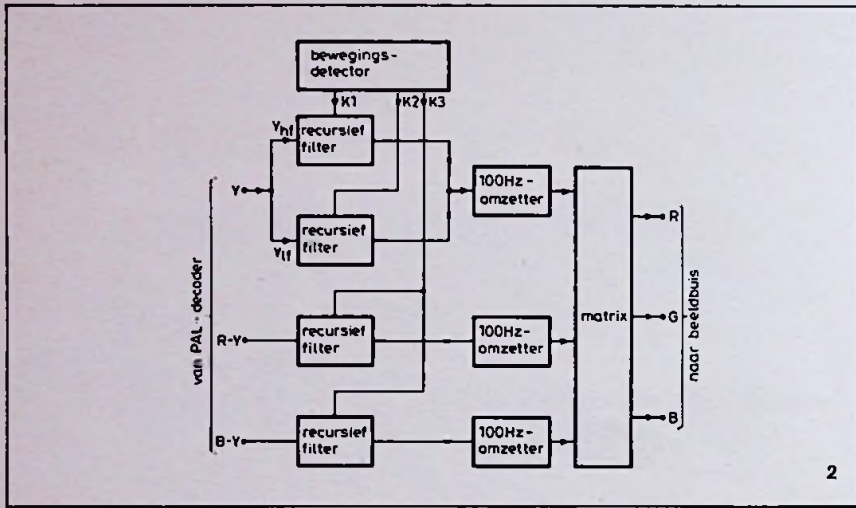 bewegings-
detector
K1
K2
K3
Yhf
recursief
filter
100Hz-
omzetter
Y
R
Ylf
recursief
filter
van PAL-decoder
R-Y
recursief
filter
100Hz-
omzetter
matrix
G
naar beeldbuis
B-Y
recursief
filter
100Hz-
omzetter
B
2